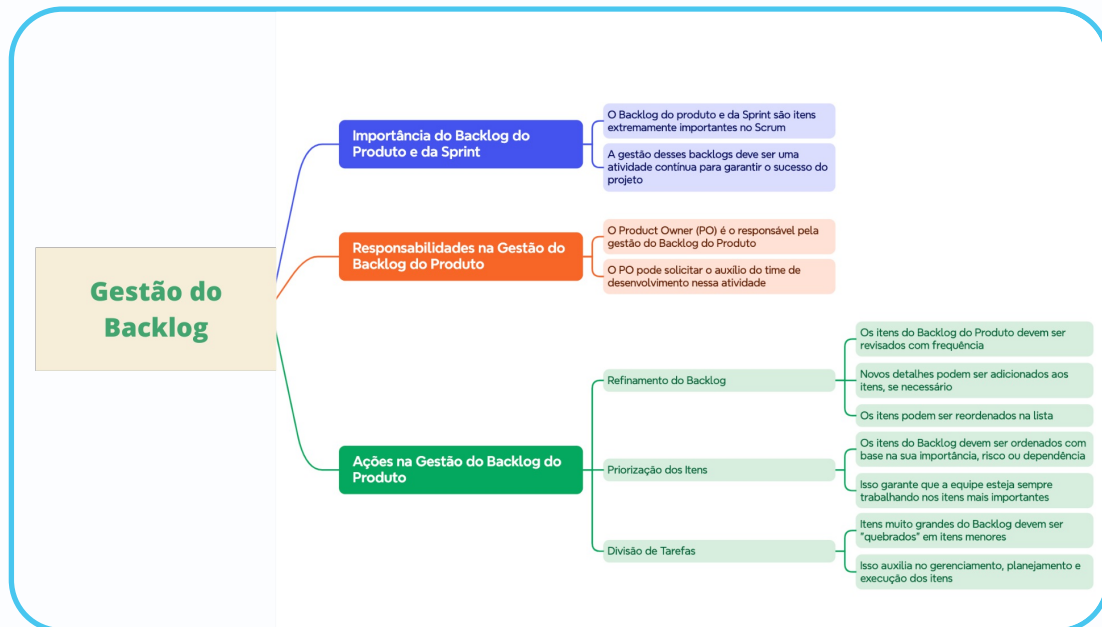 Gestão do
Backlog
Importância do Backlog do
Produto e da Sprint
O Backlog do produto e da Sprint são itens
extremamente importantes no Scrum
A gestão desses backlogs deve ser uma
atividade contínua para garantir o sucesso do
projeto
Responsabilidades na Gestão do
Backlog do Produto
O Product Owner (PO) é o responsável pela
gestão do Backlog do Produto
O PO pode solicitar o auxílio do time de
desenvolvimento nessa atividade
Ações na Gestão do Backlog do
Produto
Refinamento do Backlog
Os itens do Backlog do Produto devem ser
revisados com frequência
Novos detalhes podem ser adicionados aos
itens, se necessário
Os itens podem ser reordenados na lista
Priorização dos Itens
Os itens do Backlog devem ser ordenados com
base na sua importância, risco ou dependência
Isso garante que a equipe esteja sempre
trabalhando nos itens mais importantes
Divisão de Tarefas
Itens muito grandes do Backlog devem ser
"quebrados" em itens menores
Isso auxilia no gerenciamento, planejamento e
execução dos itens